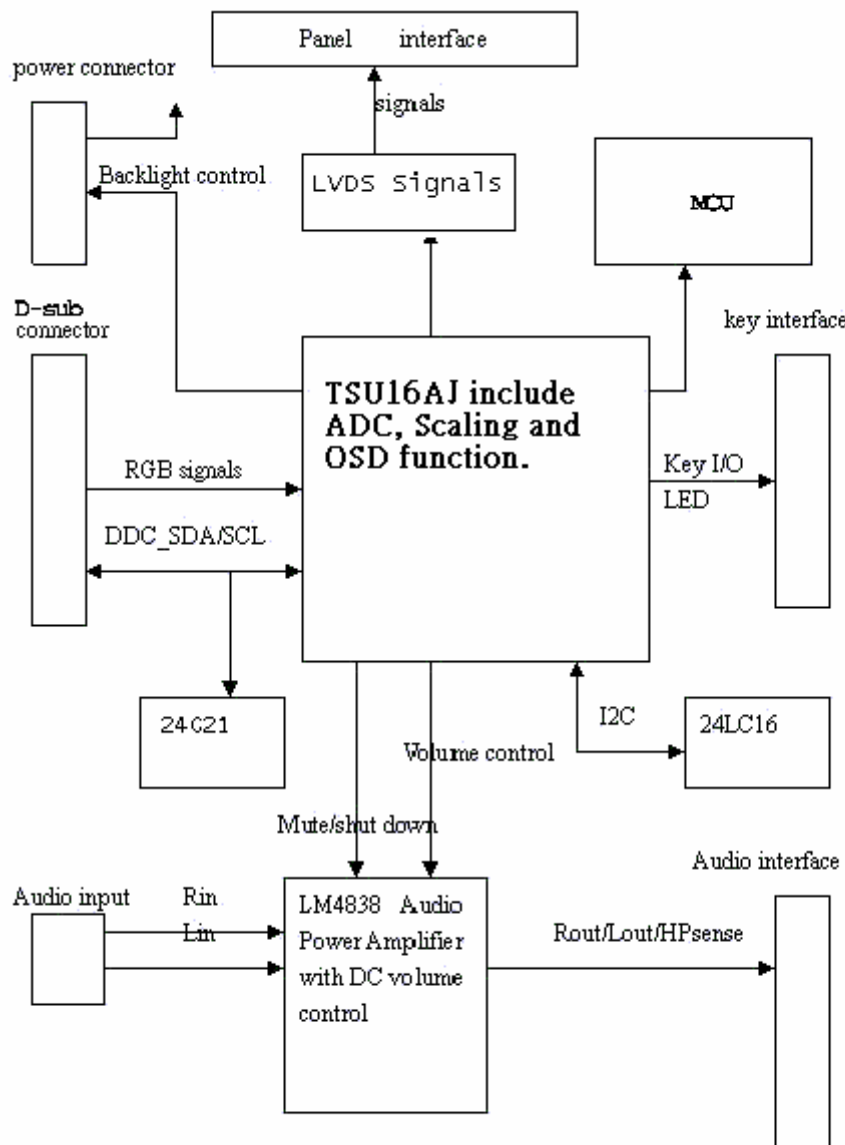 Panel interface
power connector
signals
Backlight control
LVDS Signals
MCU
D-sub
connector
key interface
TSU16AJ include
ADC, Scaling and
OSD function.
RGB signals
Key I/O
LED
DDC_SDA/SCL
24C21
I2C
24LC16
Volume control
Mute/shut down
Audio interface
Audio input
Rin
Lin
LM4838 Audio
Power Amplifier
with DC volume
control
Rout/Lout/HPsense